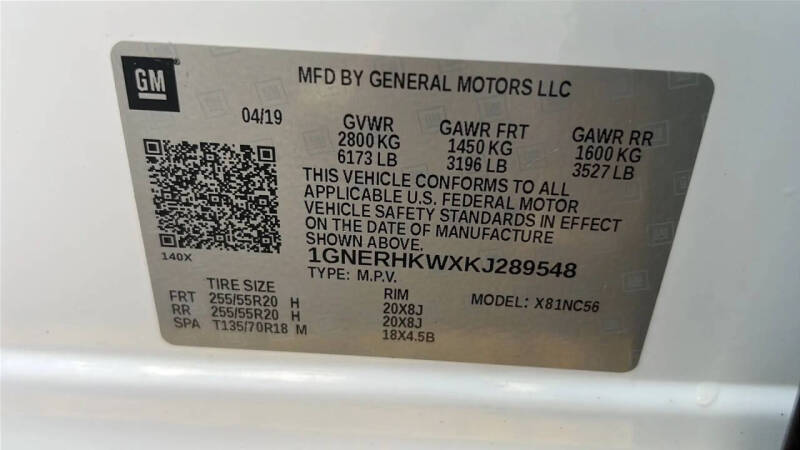 GM
MFD BY GENERAL MOTORS LLC
04/19
GVWR GAWR FRT GAWR RR
2800 KG 1450 KG 1600 KG
6173 LB 3196 LB 3527 LB
THIS VEHICLE CONFORMS TO ALL
APPLICABLE U.S. FEDERAL MOTOR
VEHICLE SAFETY STANDARDS IN EFFECT
ON THE DATE OF MANUFACTURE
SHOWN ABOVE.
140X
1GNERHKWXKJ289548
TYPE: M.P.V.
MODEL: X81NC56
TIRE SIZE RIM
FRT 255/55R20 H 20X8J
RR 255/55R20 H 20X8J
SPA T135/70R18 M 18X4.5B